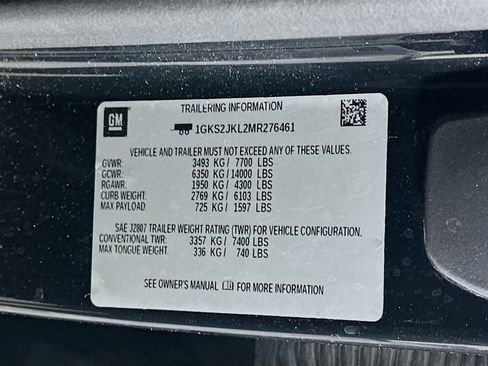 GM
TRAILERING INFORMATION
1GKS2JKL2MR276461
VEHICLE AND TRAILER MUST NOT EXCEED ANY OF THESE VALUES.
GVWR: 3493 KG/ 7700 LBS
GCWR: 6350 KG/ 14000 LBS
RGAWR: 1950 KG/ 4300 LBS
CURB WEIGHT: 2769 KG/ 6103 LBS
MAX PAYLOAD: 725 KG/ 1597 LBS
SAE J2807 TRAILER WEIGHT RATING (TWR) FOR VEHICLE CONFIGURATION.
CONVENTIONAL TWR: 3357 KG/ 7400 LBS
MAX TONGUE WEIGHT: 336 KG/ 740 LBS
SEE OWNER'S MANUAL FOR MORE INFORMATION